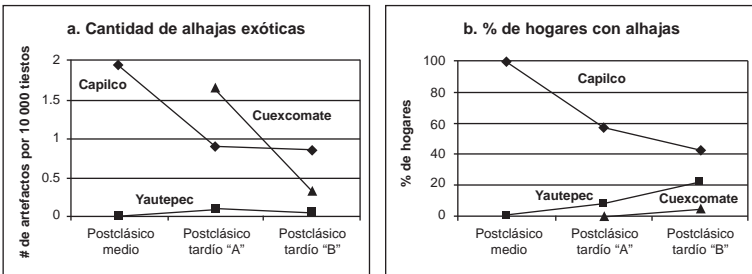 a. Cantidad de alhajas exóticas
# de artefactos por 10 000 tiestos
2
1.5
1
0.5
0
Capilco
Cuexcomate
Yautepec
Postclásico medio
Postclásico tardío “A”
Postclásico tardío “B”
b. % de hogares con alhajas
% de hogares
100
80
60
40
20
0
Capilco
Yautepec
Cuexcomate
Postclásico medio
Postclásico tardío “A”
Postclásico tardío “B”